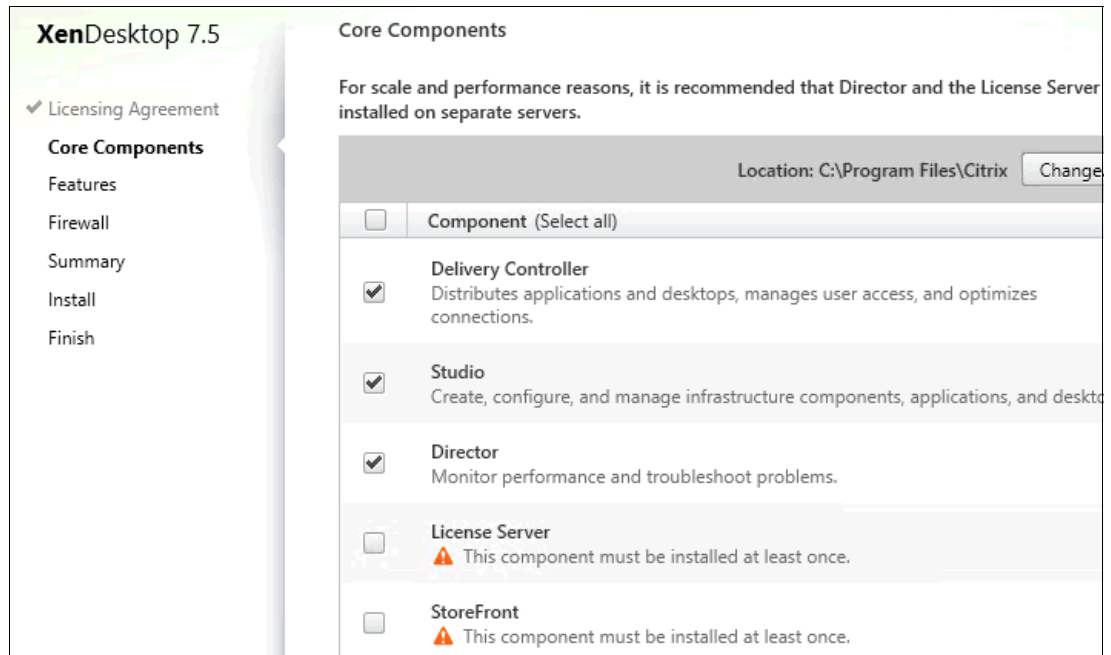 XenDesktop 7.5
Licensing Agreement
Core Components
Features
Firewall
Summary
Install
Finish
Core Components
For scale and performance reasons, it is recommended that Director and the License Server
installed on separate servers.
Location: C:\Program Files\Citrix Change
Component (Select all)
Delivery Controller
Distributes applications and desktops, manages user access, and optimizes
connections.
Studio
Create, configure, and manage infrastructure components, applications, and deskto
Director
Monitor performance and troubleshoot problems.
License Server
This component must be installed at least once.
StoreFront
This component must be installed at least once.